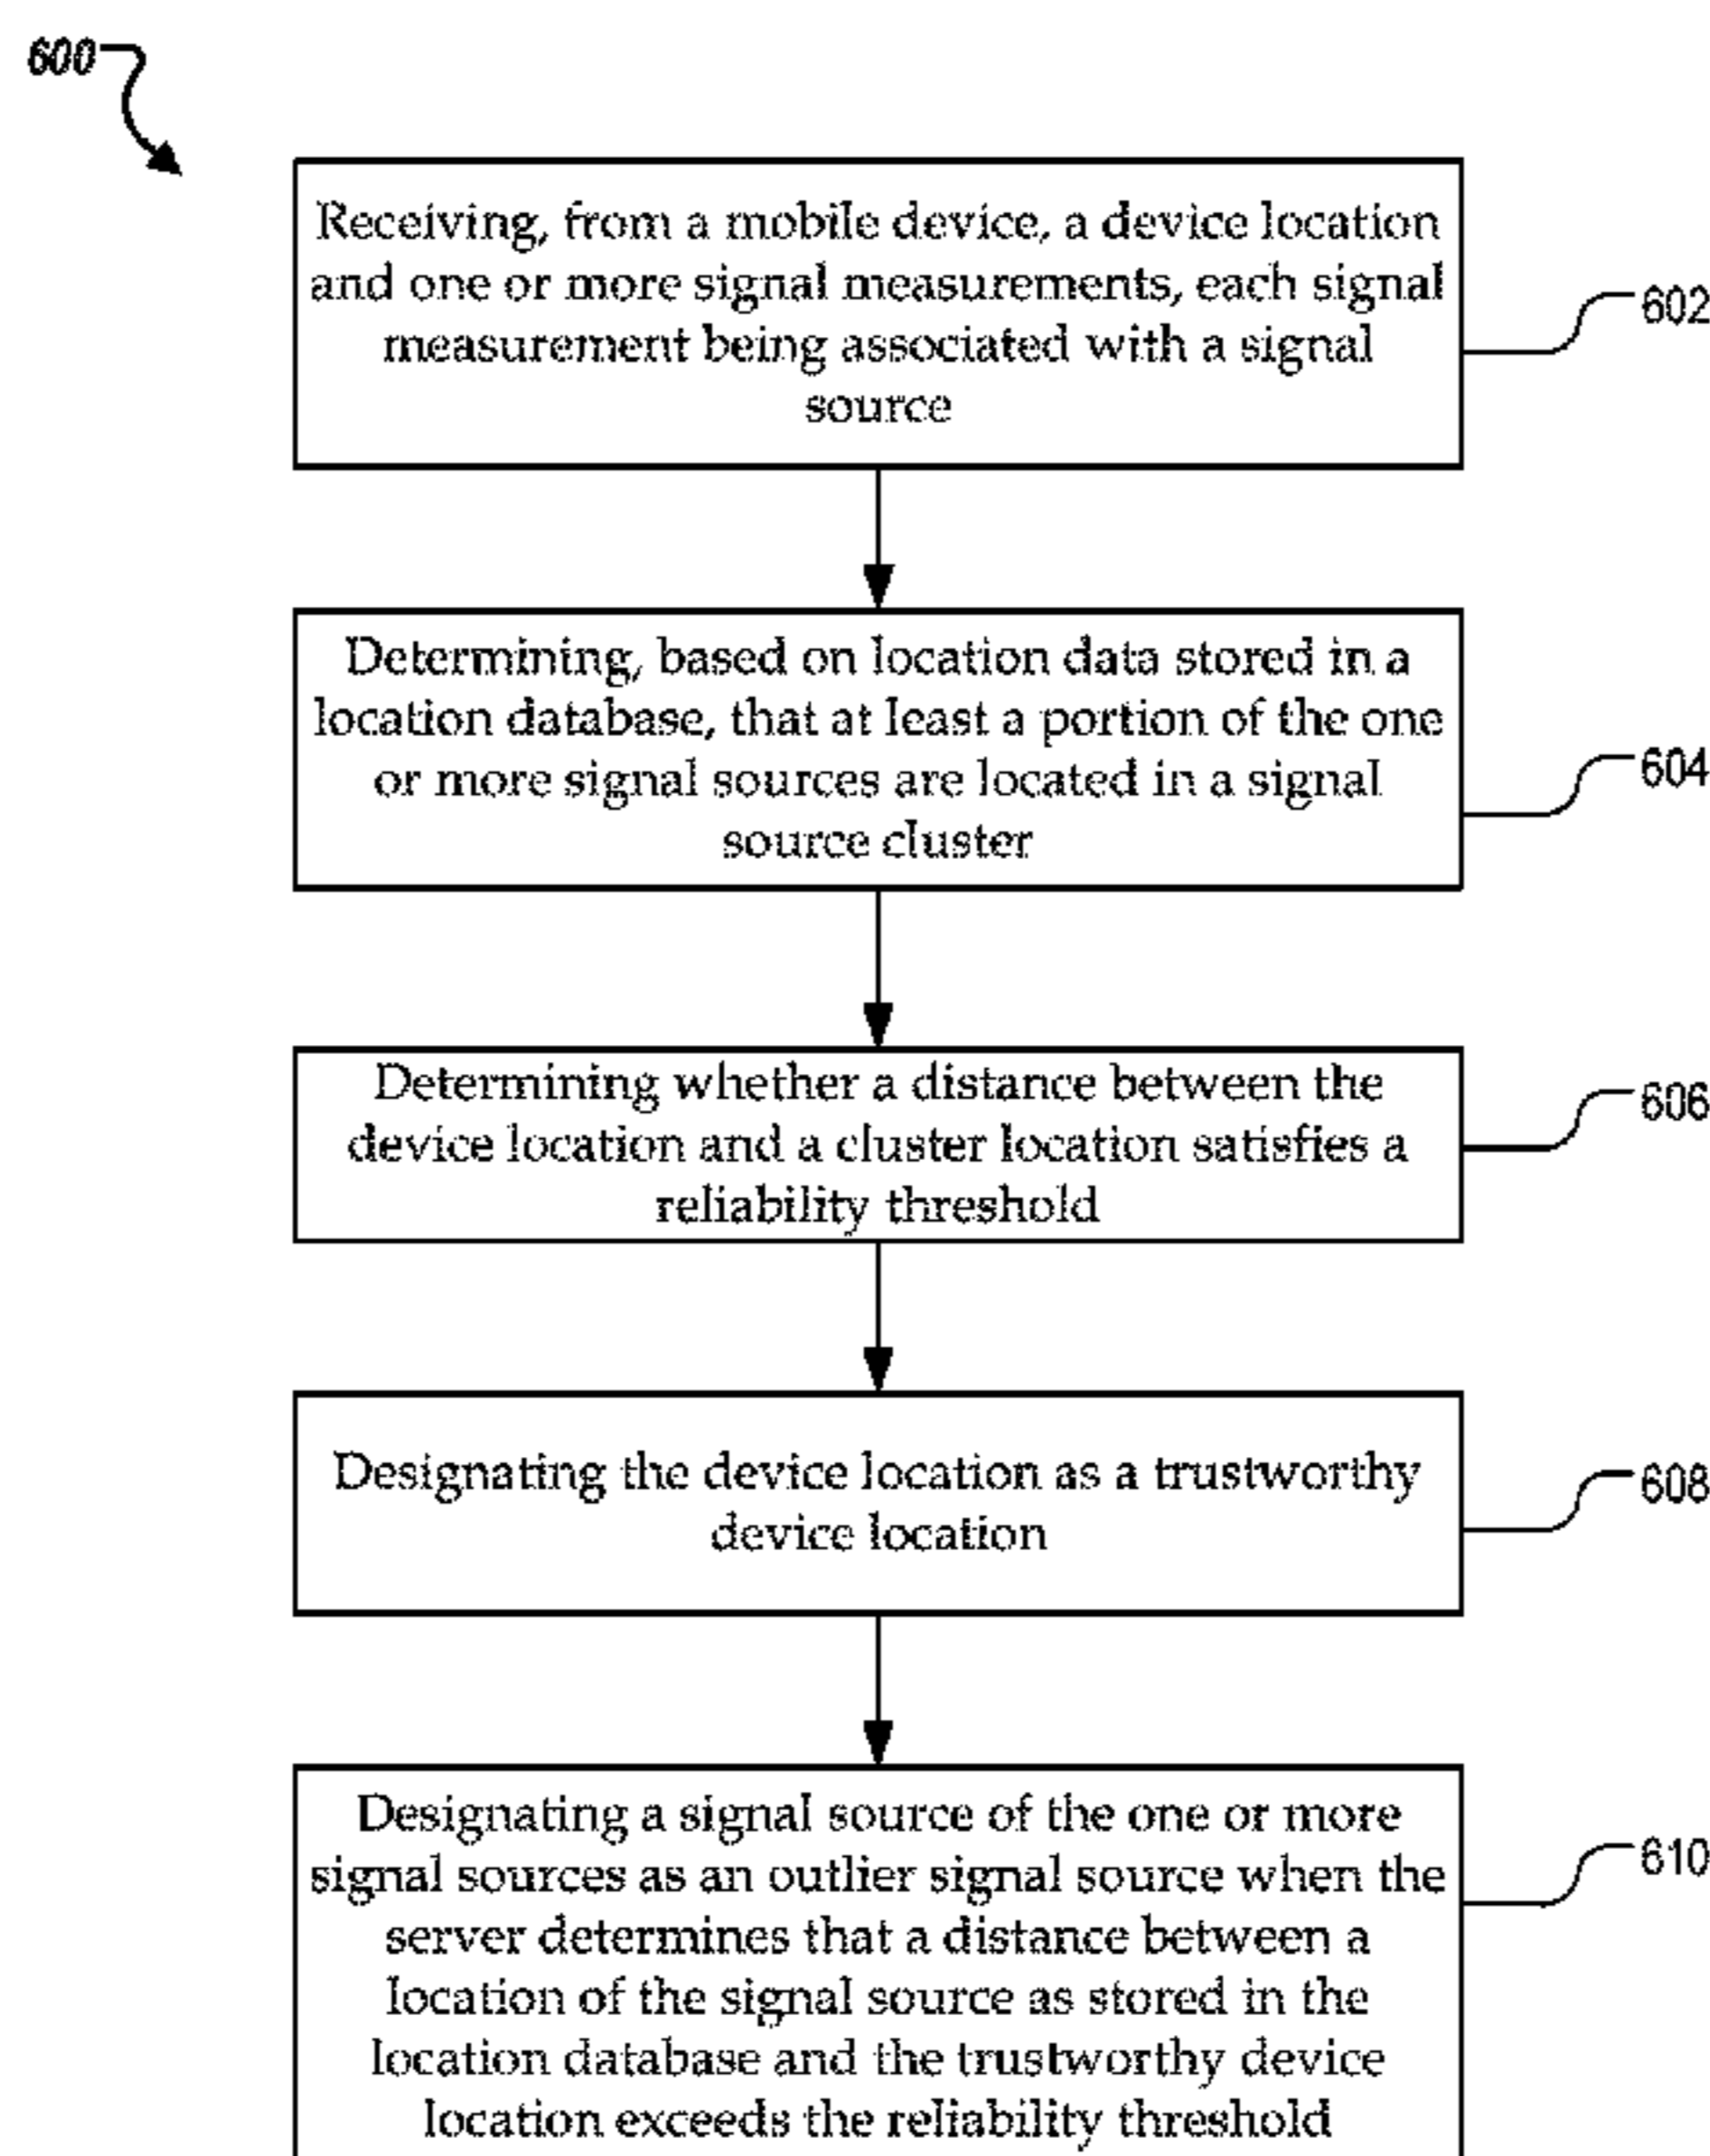 600
Receiving, from a mobile device, a device location
and one or more signal measurements, each signal
measurement being associated with a signal
source
602
Determining, based on location data stored in a
location database, that at least a portion of the one
or more signal sources are located in a signal
source cluster
604
Determining whether a distance between the
device location and a cluster location satisfies a
reliability threshold
606
Designating the device location as a trustworthy
device location
608
Designating a signal source of the one or more
signal sources as an outlier signal source when the
server determines that a distance between a
location of the signal source as stored in the
location database and the trustworthy device
location exceeds the reliability threshold
610